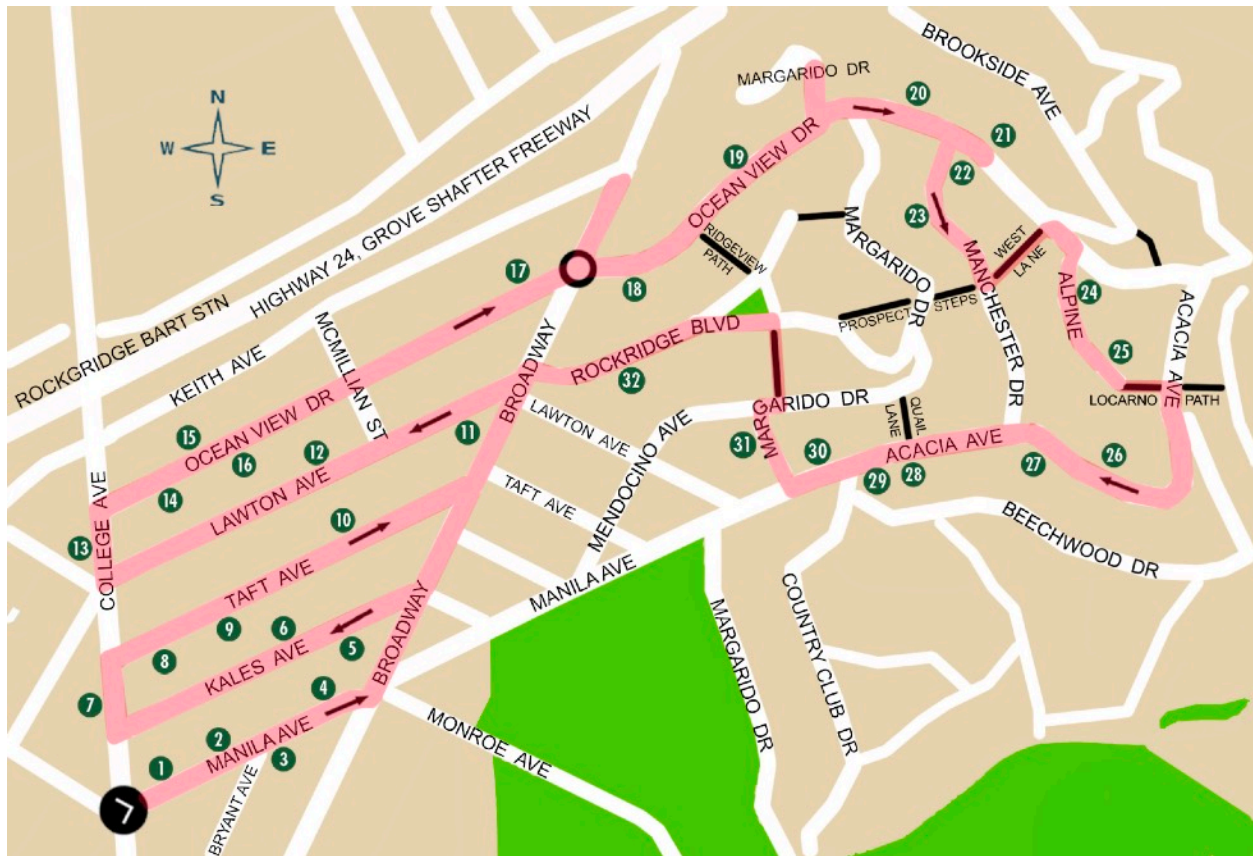 MARGARIDO DR
BROOKSIDE AVE
N
W
E
S
20
21
19
OCEAN VIEW DR
22
HIGHWAY 24, GROVE SHAFTER FREEWAY
23
MARGARIDO DR
WEST
LANE
RIDGEVIEW
PATH
MANCHESTER DR
17
18
24
ALPINE
ROCKGRIDGE BART STN
PROSPECT
STEPS
ACACIA AVE
KEITH AVE
MCMILLIAN ST
ROCKRIDGE BLVD
25
BROADWAY
32
LOCARNO
PATH
OCEAN VIEW DR
15
16
14
12
11
LAWTON AVE
MARGARIDO DR
QUAIL
LANE
31
MARG
30
ACACIA AVE
29
28
27
26
LAWTON AVE
TAFT AVE
MENDOCINO AVE
BEECHWOOD DR
10
13
COLLEGE AVE
TAFT AVE
MANILA AVE
9
8
6
5
KALES AVE
BROADWAY
MARGARIDO DR
COUNTRY CLUB DR
7
4
2
1
MANILA AVE
3
MONROE AVE
BRYANT AVE